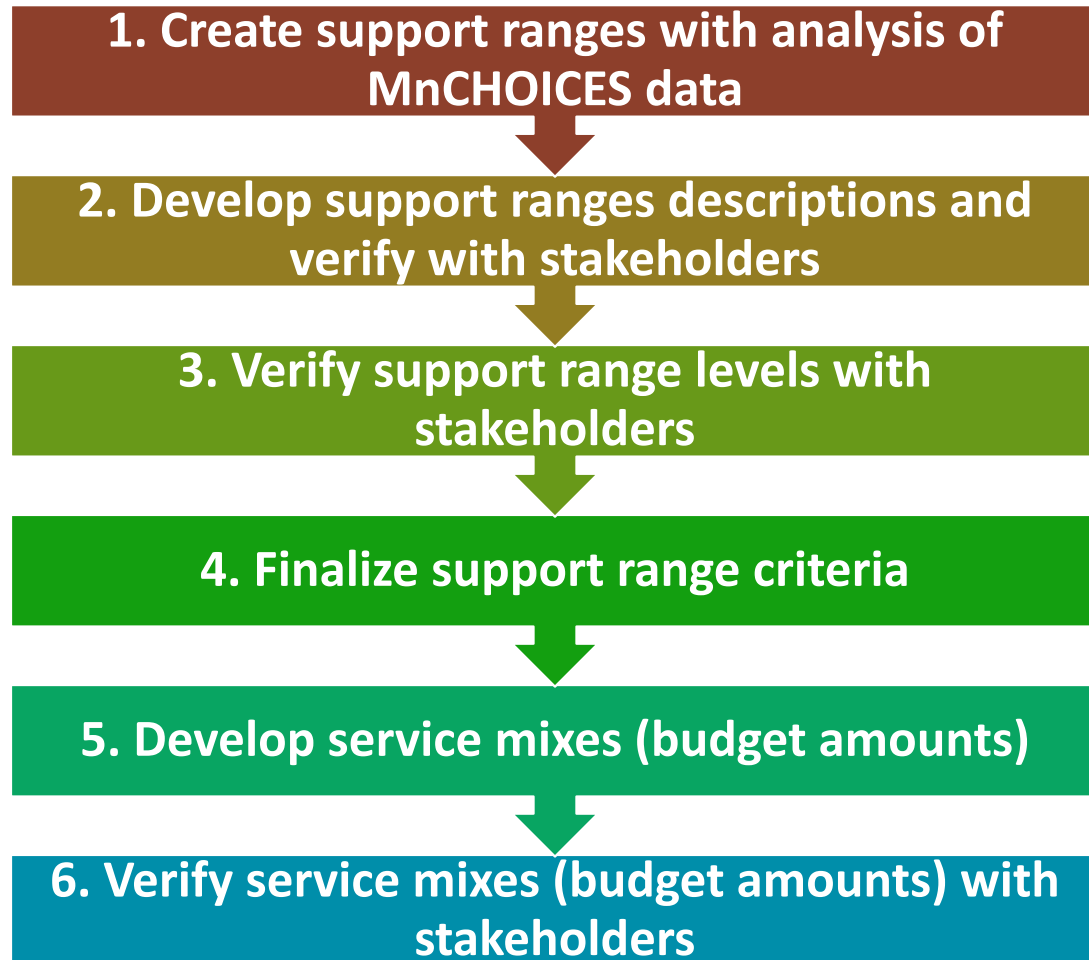 1. Create support ranges with analysis of
MnCHOICES data
2. Develop support ranges descriptions and
verify with stakeholders
3. Verify support range levels with
stakeholders
4. Finalize support range criteria
5. Develop service mixes (budget amounts)
6. Verify service mixes (budget amounts) with
stakeholders